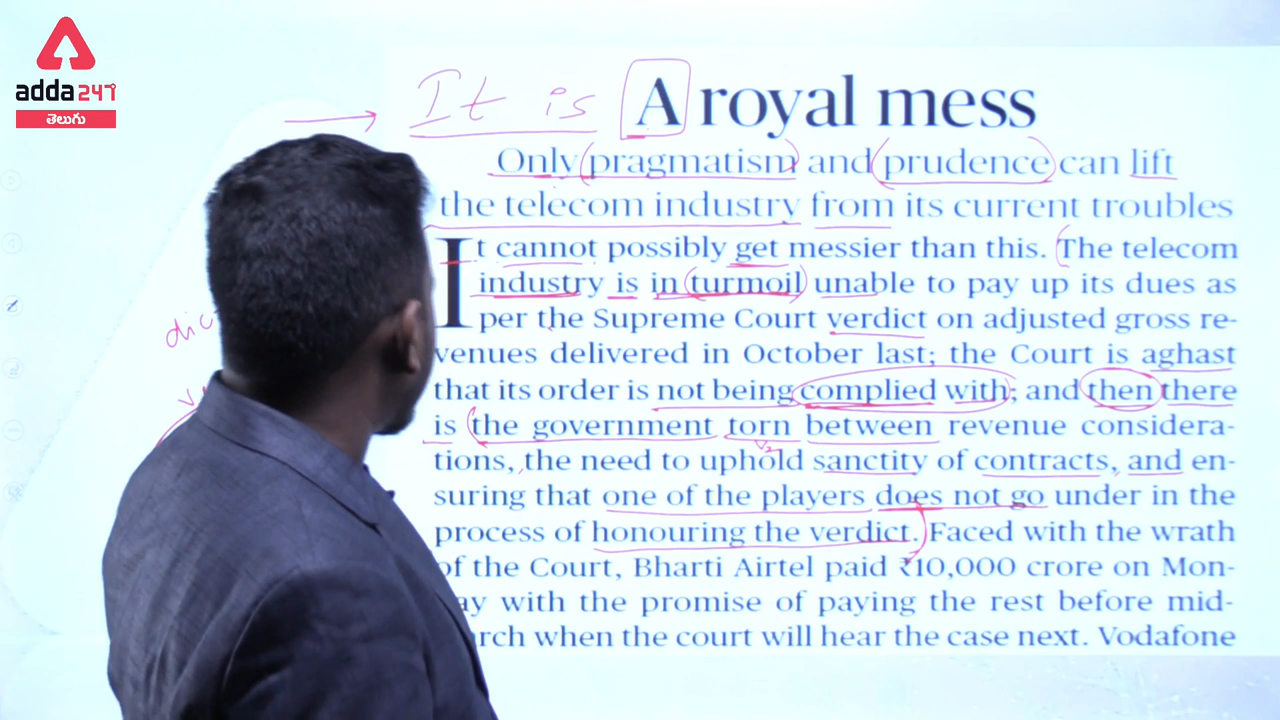 adda247
తెలుగు
It is A royal mess
Only pragmatism and prudence can lift
the telecom industry from its current troubles
It cannot possibly get messier than this. The telecom
industry is in turmoil unable to pay up its dues as
per the Supreme Court verdict on adjusted gross re-
venues delivered in October last; the Court is aghast
that its order is not being complied with; and then there
is the government torn between revenue considera-
tions, the need to uphold sanctity of contracts, and en-
suring that one of the players does not go under in the
process of honouring the verdict. Faced with the wrath
of the Court, Bharti Airtel paid ₹10,000 crore on Mon-
ay with the promise of paying the rest before mid-
rch when the court will hear the case next. Vodafone
dic
V3